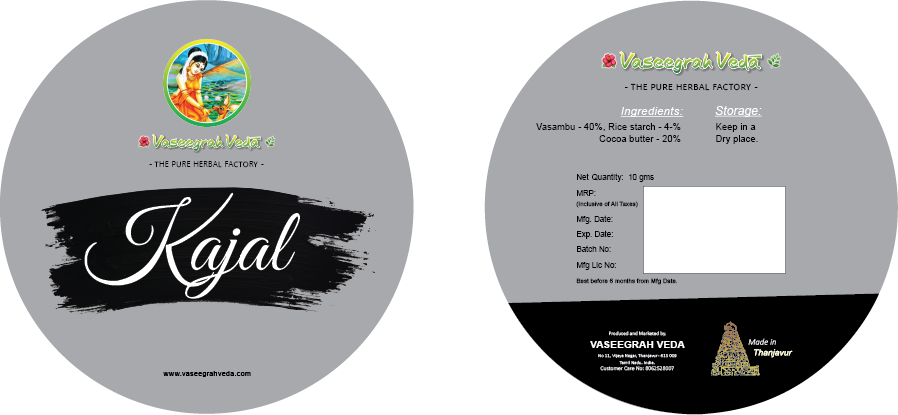 Vaseegrah Veda
- THE PURE HERBAL FACTORY -
Kajal
www.vaseegrahveda.com
Vaseegrah Veda
- THE PURE HERBAL FACTORY -
Ingredients:
Vasambu - 40%, Rice starch - 4-%
Cocoa butter - 20%
Storage:
Keep in a
Dry place.
Net Quantity: 10 gms
MRP:
(Inclusive of All Taxes)
Mfg. Date:
Exp. Date:
Batch No:
Mfg Lic No:
Best before 6 months from Mfg Date.
Produced and Marketed by.
VASEEGRAH VEDA
No 11, Vijaya Nagar, Thanjavur - 613 009
Tamil Nadu. India.
Customer Care No: 8062528007
Made in
Thanjavur